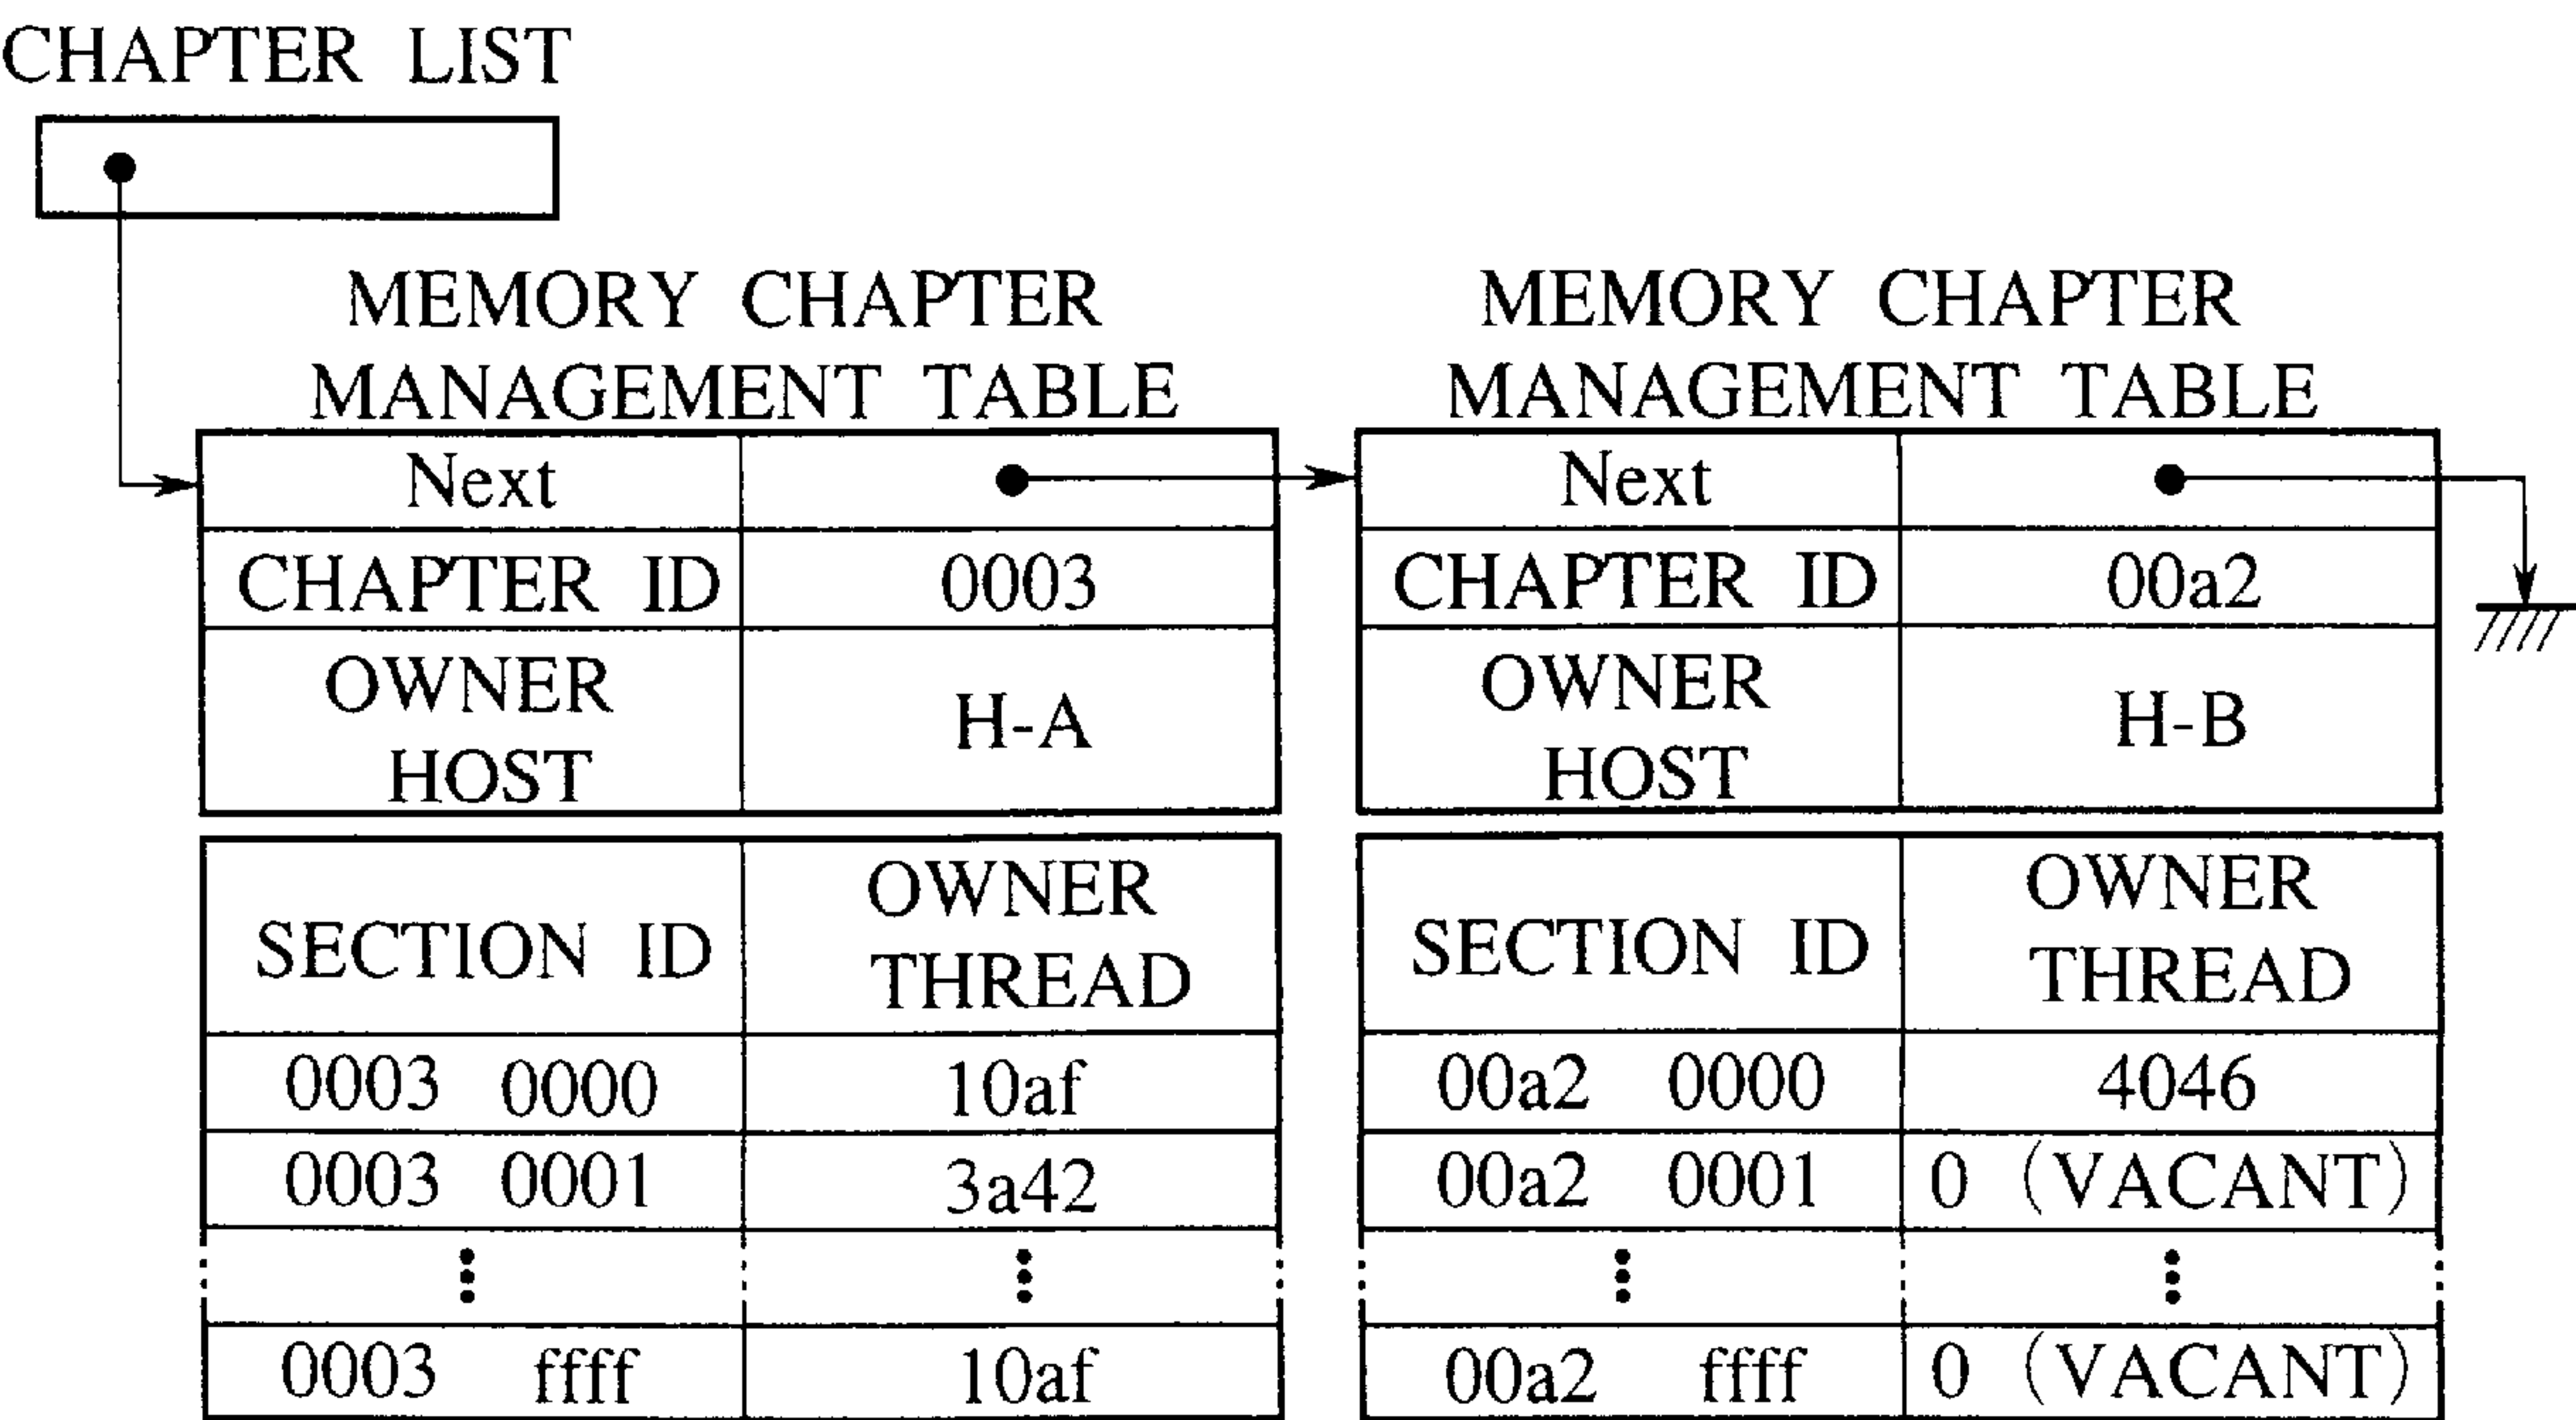 CHAPTER LIST
MEMORY CHAPTER
MANAGEMENT TABLE
Next
CHAPTER ID 0003
OWNER
HOST
H-A
SECTION ID
OWNER
THREAD
0003 0000 10af
0003 0001 3a42
0003 ffff 10af
MEMORY CHAPTER
MANAGEMENT TABLE
Next
CHAPTER ID 00a2
OWNER
HOST
H-B
SECTION ID
OWNER
THREAD
00a2 0000 4046
00a2 0001 0 (VACANT)
00a2 ffff 0 (VACANT)